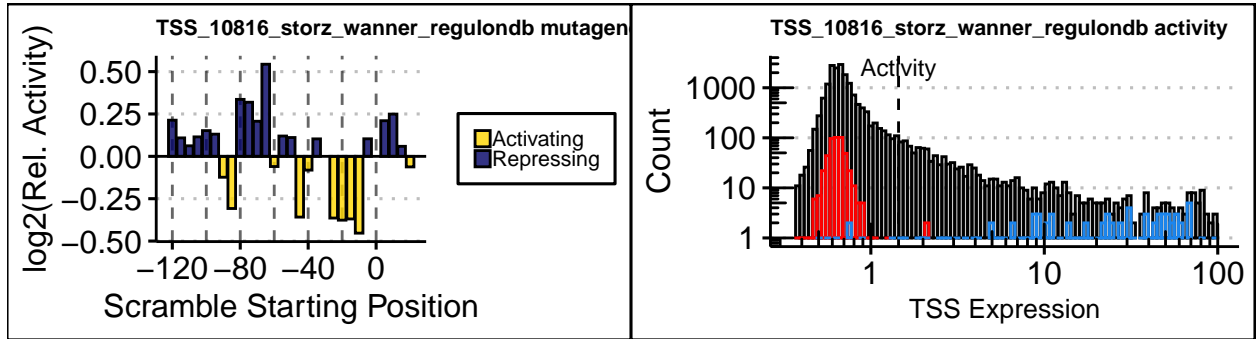 TSS_10816_storz_wanner_regulondb mutagen
log2(Rel. Activity)
0.50
0.25
0.00
−0.25
−0.50
−120 −80 −40 0
Scramble Starting Position
Activating
Repressing
TSS_10816_storz_wanner_regulondb activity
Activity
Count
1000
100
10
1
1 10 100
TSS Expression